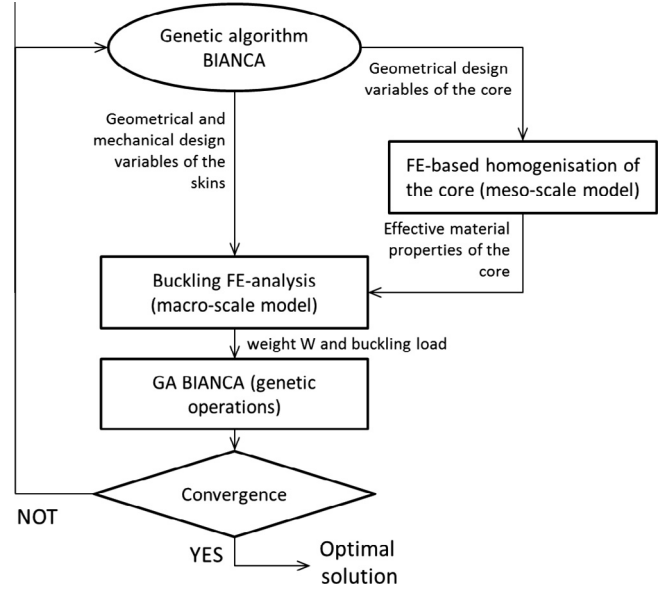 Genetic algorithm
BIANCA
Geometrical design
variables of the core
Geometrical and
mechanical design
variables of the
skins
FE-based homogenisation of
the core (meso-scale model)
Effective material
properties of the
core
Buckling FE-analysis
(macro-scale model)
weight W and buckling load
GA BIANCA (genetic
operations)
Convergence
NOT
YES
Optimal
solution